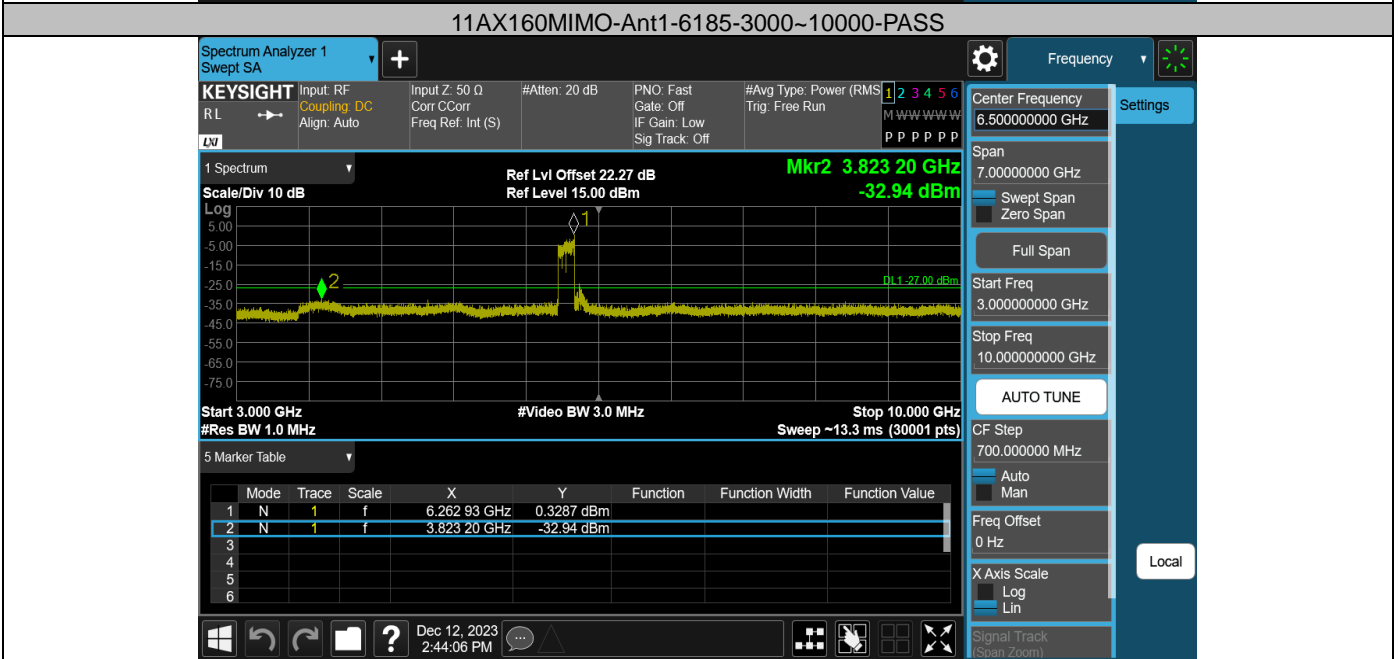 11AX160MIMO-Ant1-6185-3000~10000-PASS
Spectrum Analyzer 1
Swept SA
Frequency
KEYSIGHT
RL
LXI
Input: RF
Coupling: DC
Align: Auto
Input Z: 50 Ω
Corr CCorr
Freq Ref: Int (S)
#Atten: 20 dB
PNO: Fast
Gate: Off
IF Gain: Low
Sig Track: Off
#Avg Type: Power (RMS
Trig: Free Run
1 2 3 4 5 6
M W W W W W
P P P P P P
1 Spectrum
Scale/Div 10 dB
Ref Lvl Offset 22.27 dB
Ref Level 15.00 dBm
Mkr2 3.823 20 GHz
-32.94 dBm
Log
5.00
-5.00
-15.0
-25.0
-35.0
-45.0
-55.0
-65.0
-75.0
1
2
DL1 -27.00 dBm
Start 3.000 GHz
#Video BW 3.0 MHz
Stop 10.000 GHz
#Res BW 1.0 MHz
Sweep ~13.3 ms (30001 pts)
5 Marker Table
Mode Trace Scale X Y Function Function Width Function Value
1 N 1 f 6.262 93 GHz 0.3287 dBm
2 N 1 f 3.823 20 GHz -32.94 dBm
3
4
5
6
Dec 12, 2023
2:44:06 PM
Center Frequency
6.500000000 GHz
Settings
Span
7.00000000 GHz
Swept Span
Zero Span
Full Span
Start Freq
3.000000000 GHz
Stop Freq
10.000000000 GHz
AUTO TUNE
CF Step
700.000000 MHz
Auto
Man
Freq Offset
0 Hz
Local
X Axis Scale
Log
Lin
Signal Track
(Span Zoom)